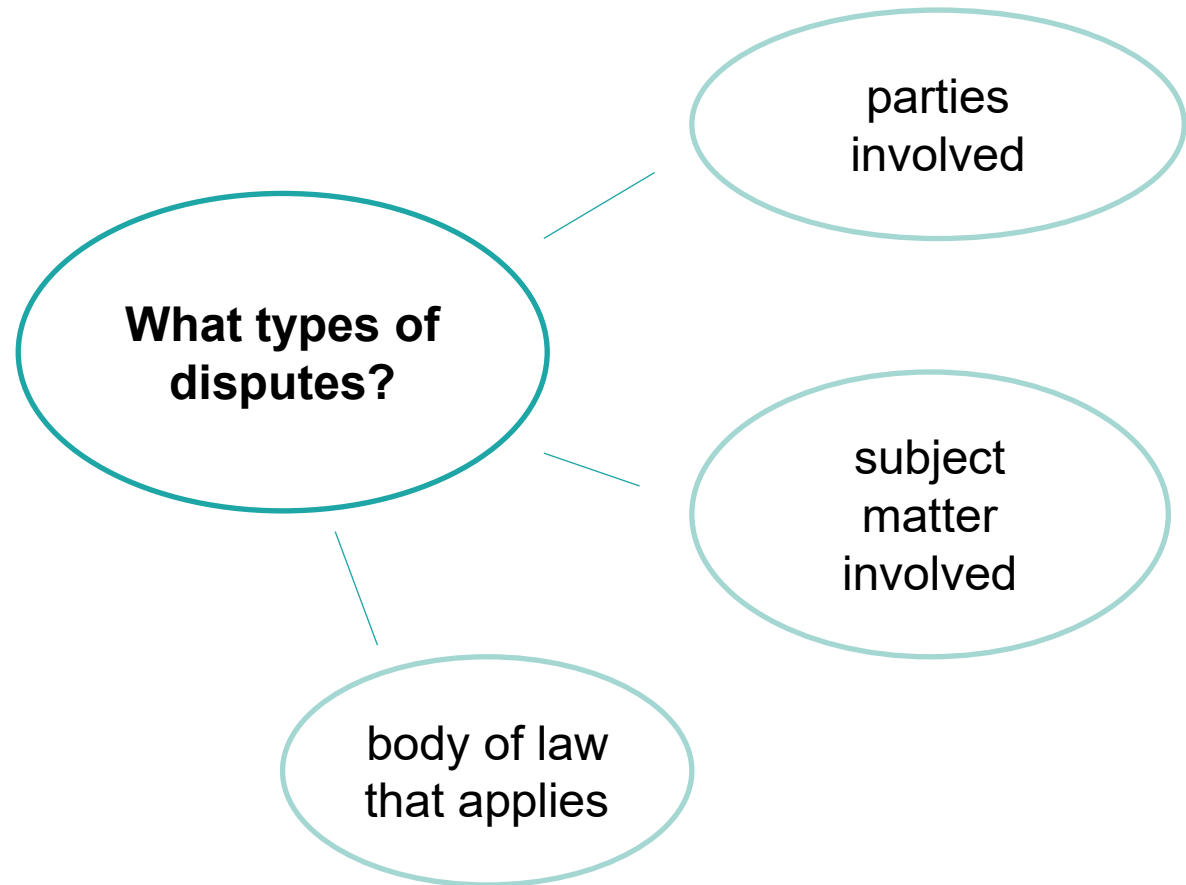 parties
involved
What types of
disputes?
subject
matter
involved
body of law
that applies